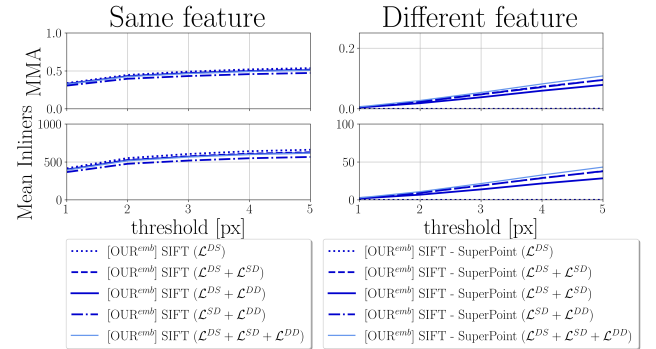 Same feature
Different feature
MMA
1.0
0.5
0.0
0.2
0.0
Mean Inliners
1000
500
0
100
50
0
1 2 3 4 5
1 2 3 4 5
threshold [px]
threshold [px]
[OUR^emb] SIFT (𝓛^DS)
[OUR^emb] SIFT (𝓛^DS + 𝓛^SD)
[OUR^emb] SIFT (𝓛^DS + 𝓛^DD)
[OUR^emb] SIFT (𝓛^SD + 𝓛^DD)
[OUR^emb] SIFT (𝓛^DS + 𝓛^SD + 𝓛^DD)
[OUR^emb] SIFT - SuperPoint (𝓛^DS)
[OUR^emb] SIFT - SuperPoint (𝓛^DS + 𝓛^SD)
[OUR^emb] SIFT - SuperPoint (𝓛^DS + 𝓛^SD)
[OUR^emb] SIFT - SuperPoint (𝓛^SD + 𝓛^DD)
[OUR^emb] SIFT - SuperPoint (𝓛^DS + 𝓛^SD + 𝓛^DD)